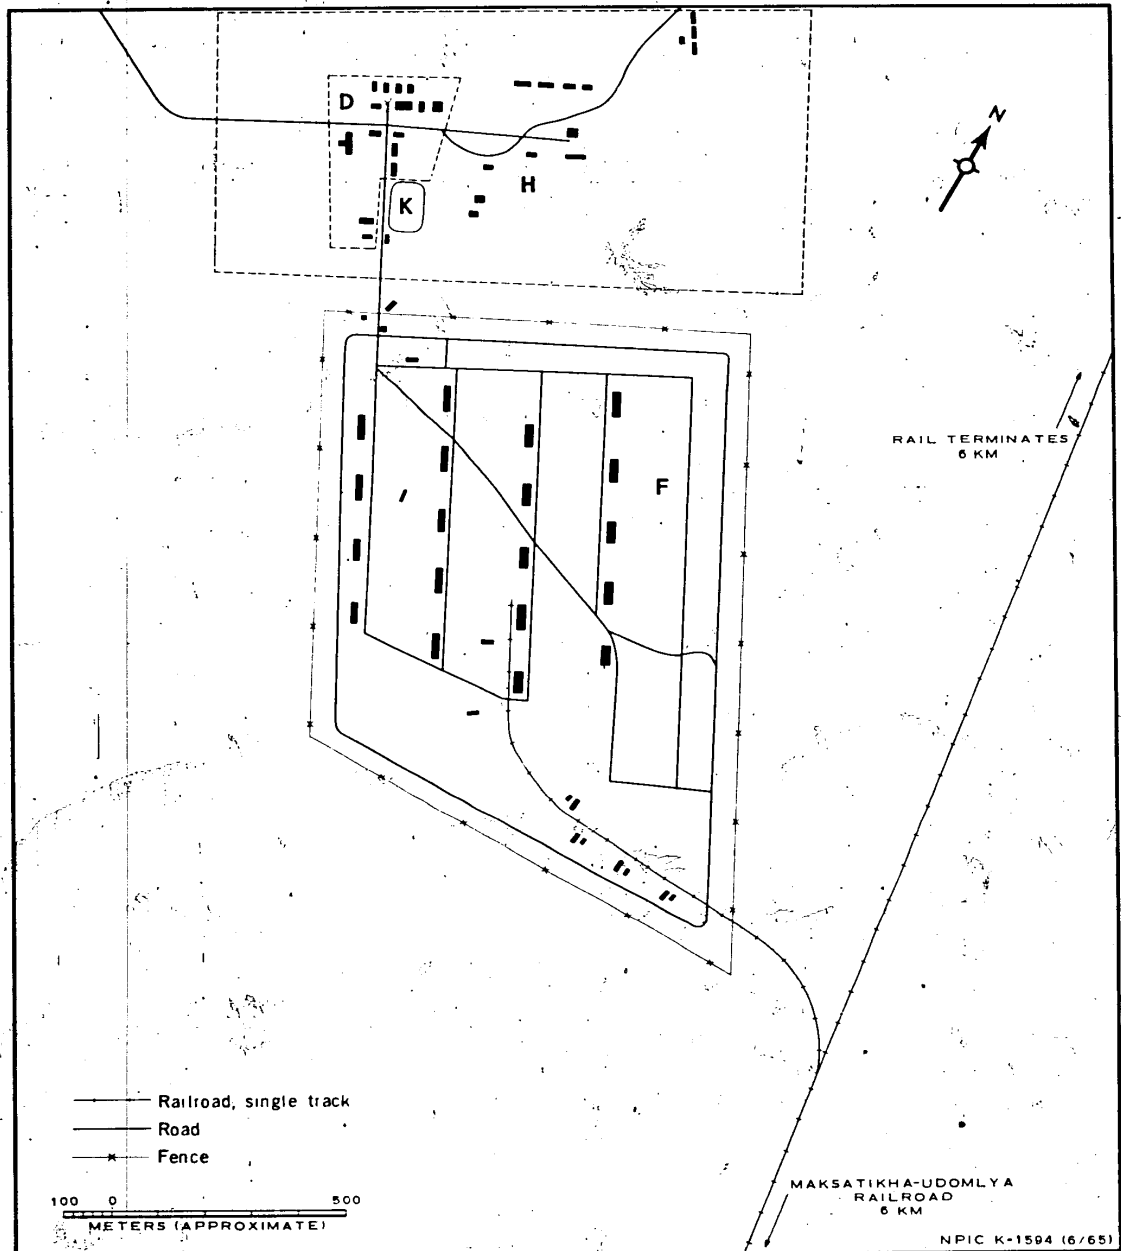 D
N
H
K
RAIL TERMINATES
6 KM
F
Railroad, single track
Road
Fence
100 0 500
METERS (APPROXIMATE)
MAKSATIKHA-UDOMLYA
RAILROAD
6 KM
NPIC K-1594 (6/65)